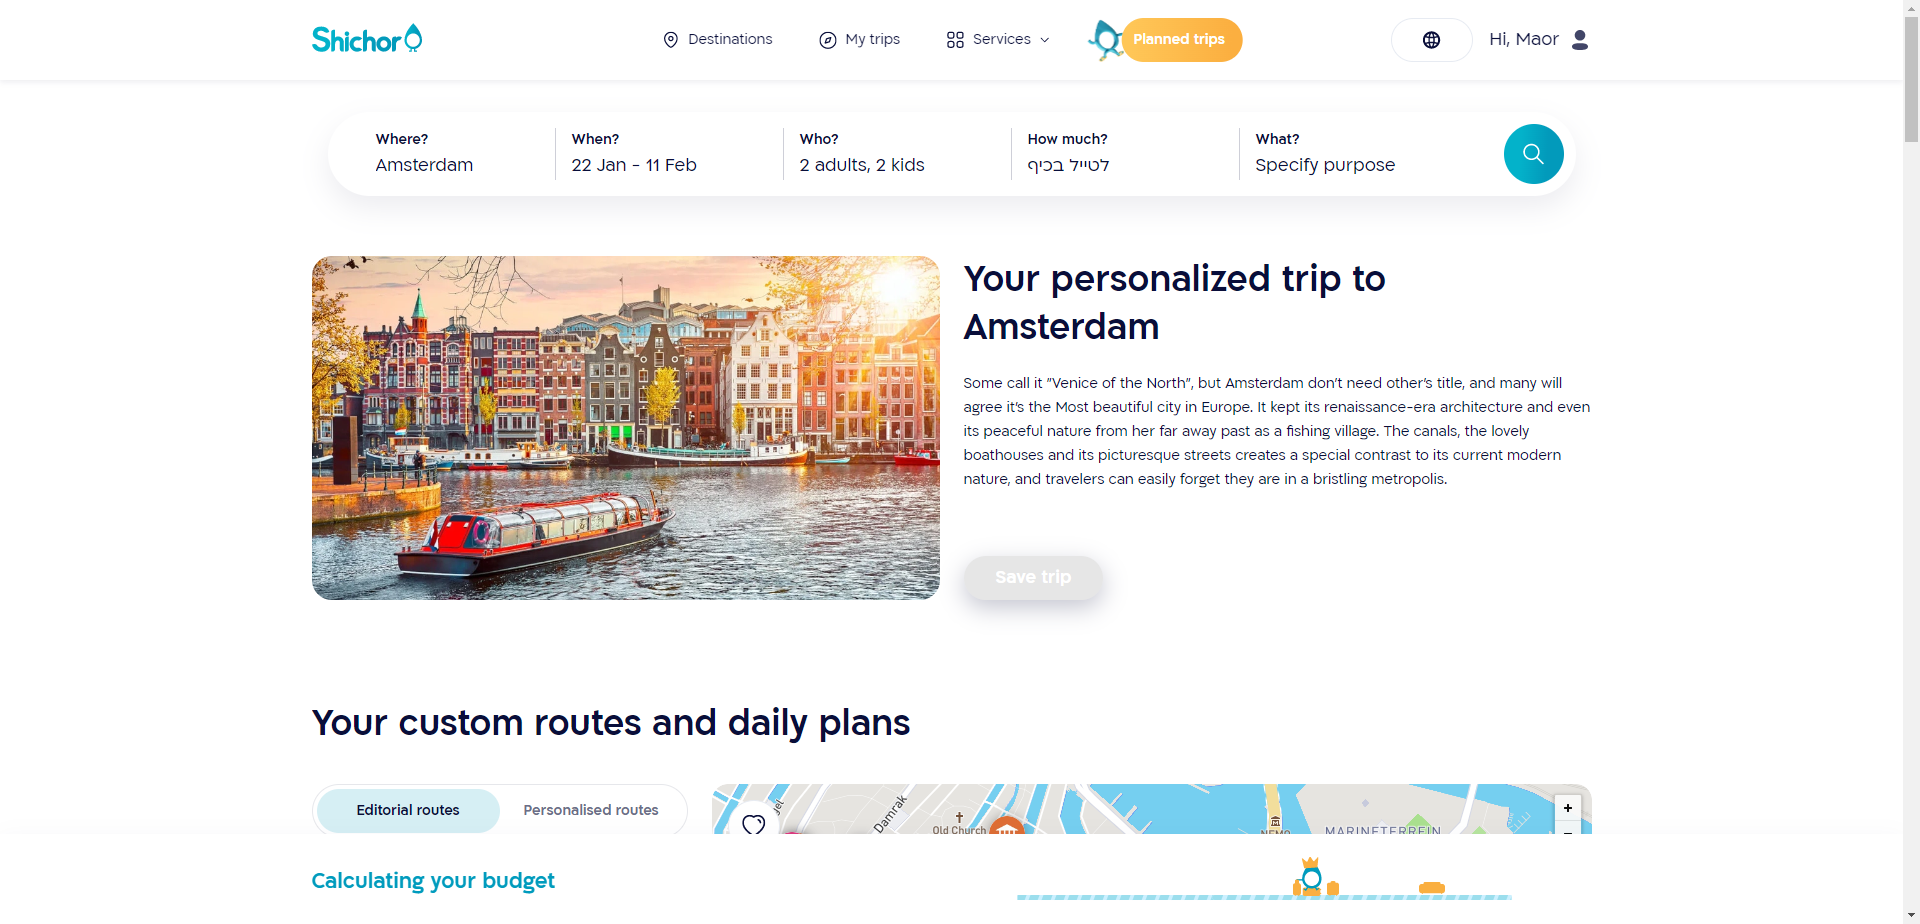 Shichor
Destinations
My trips
Services
Planned trips
Hi, Maor
Where?
Amsterdam
When?
22 Jan - 11 Feb
Who?
2 adults, 2 kids
How much?
לטייל בכיף
What?
Specify purpose
Your personalized trip to
Amsterdam
Some call it "Venice of the North", but Amsterdam don't need other's title, and many will
agree it's the Most beautiful city in Europe. It kept its renaissance-era architecture and even
its peaceful nature from her far away past as a fishing village. The canals, the lovely
boathouses and its picturesque streets creates a special contrast to its current modern
nature, and travelers can easily forget they are in a bristling metropolis.
Save trip
Your custom routes and daily plans
Editorial routes
Personalised routes
Damrak
Old Church
NEMO
MARINETERREIN
+
Calculating your budget